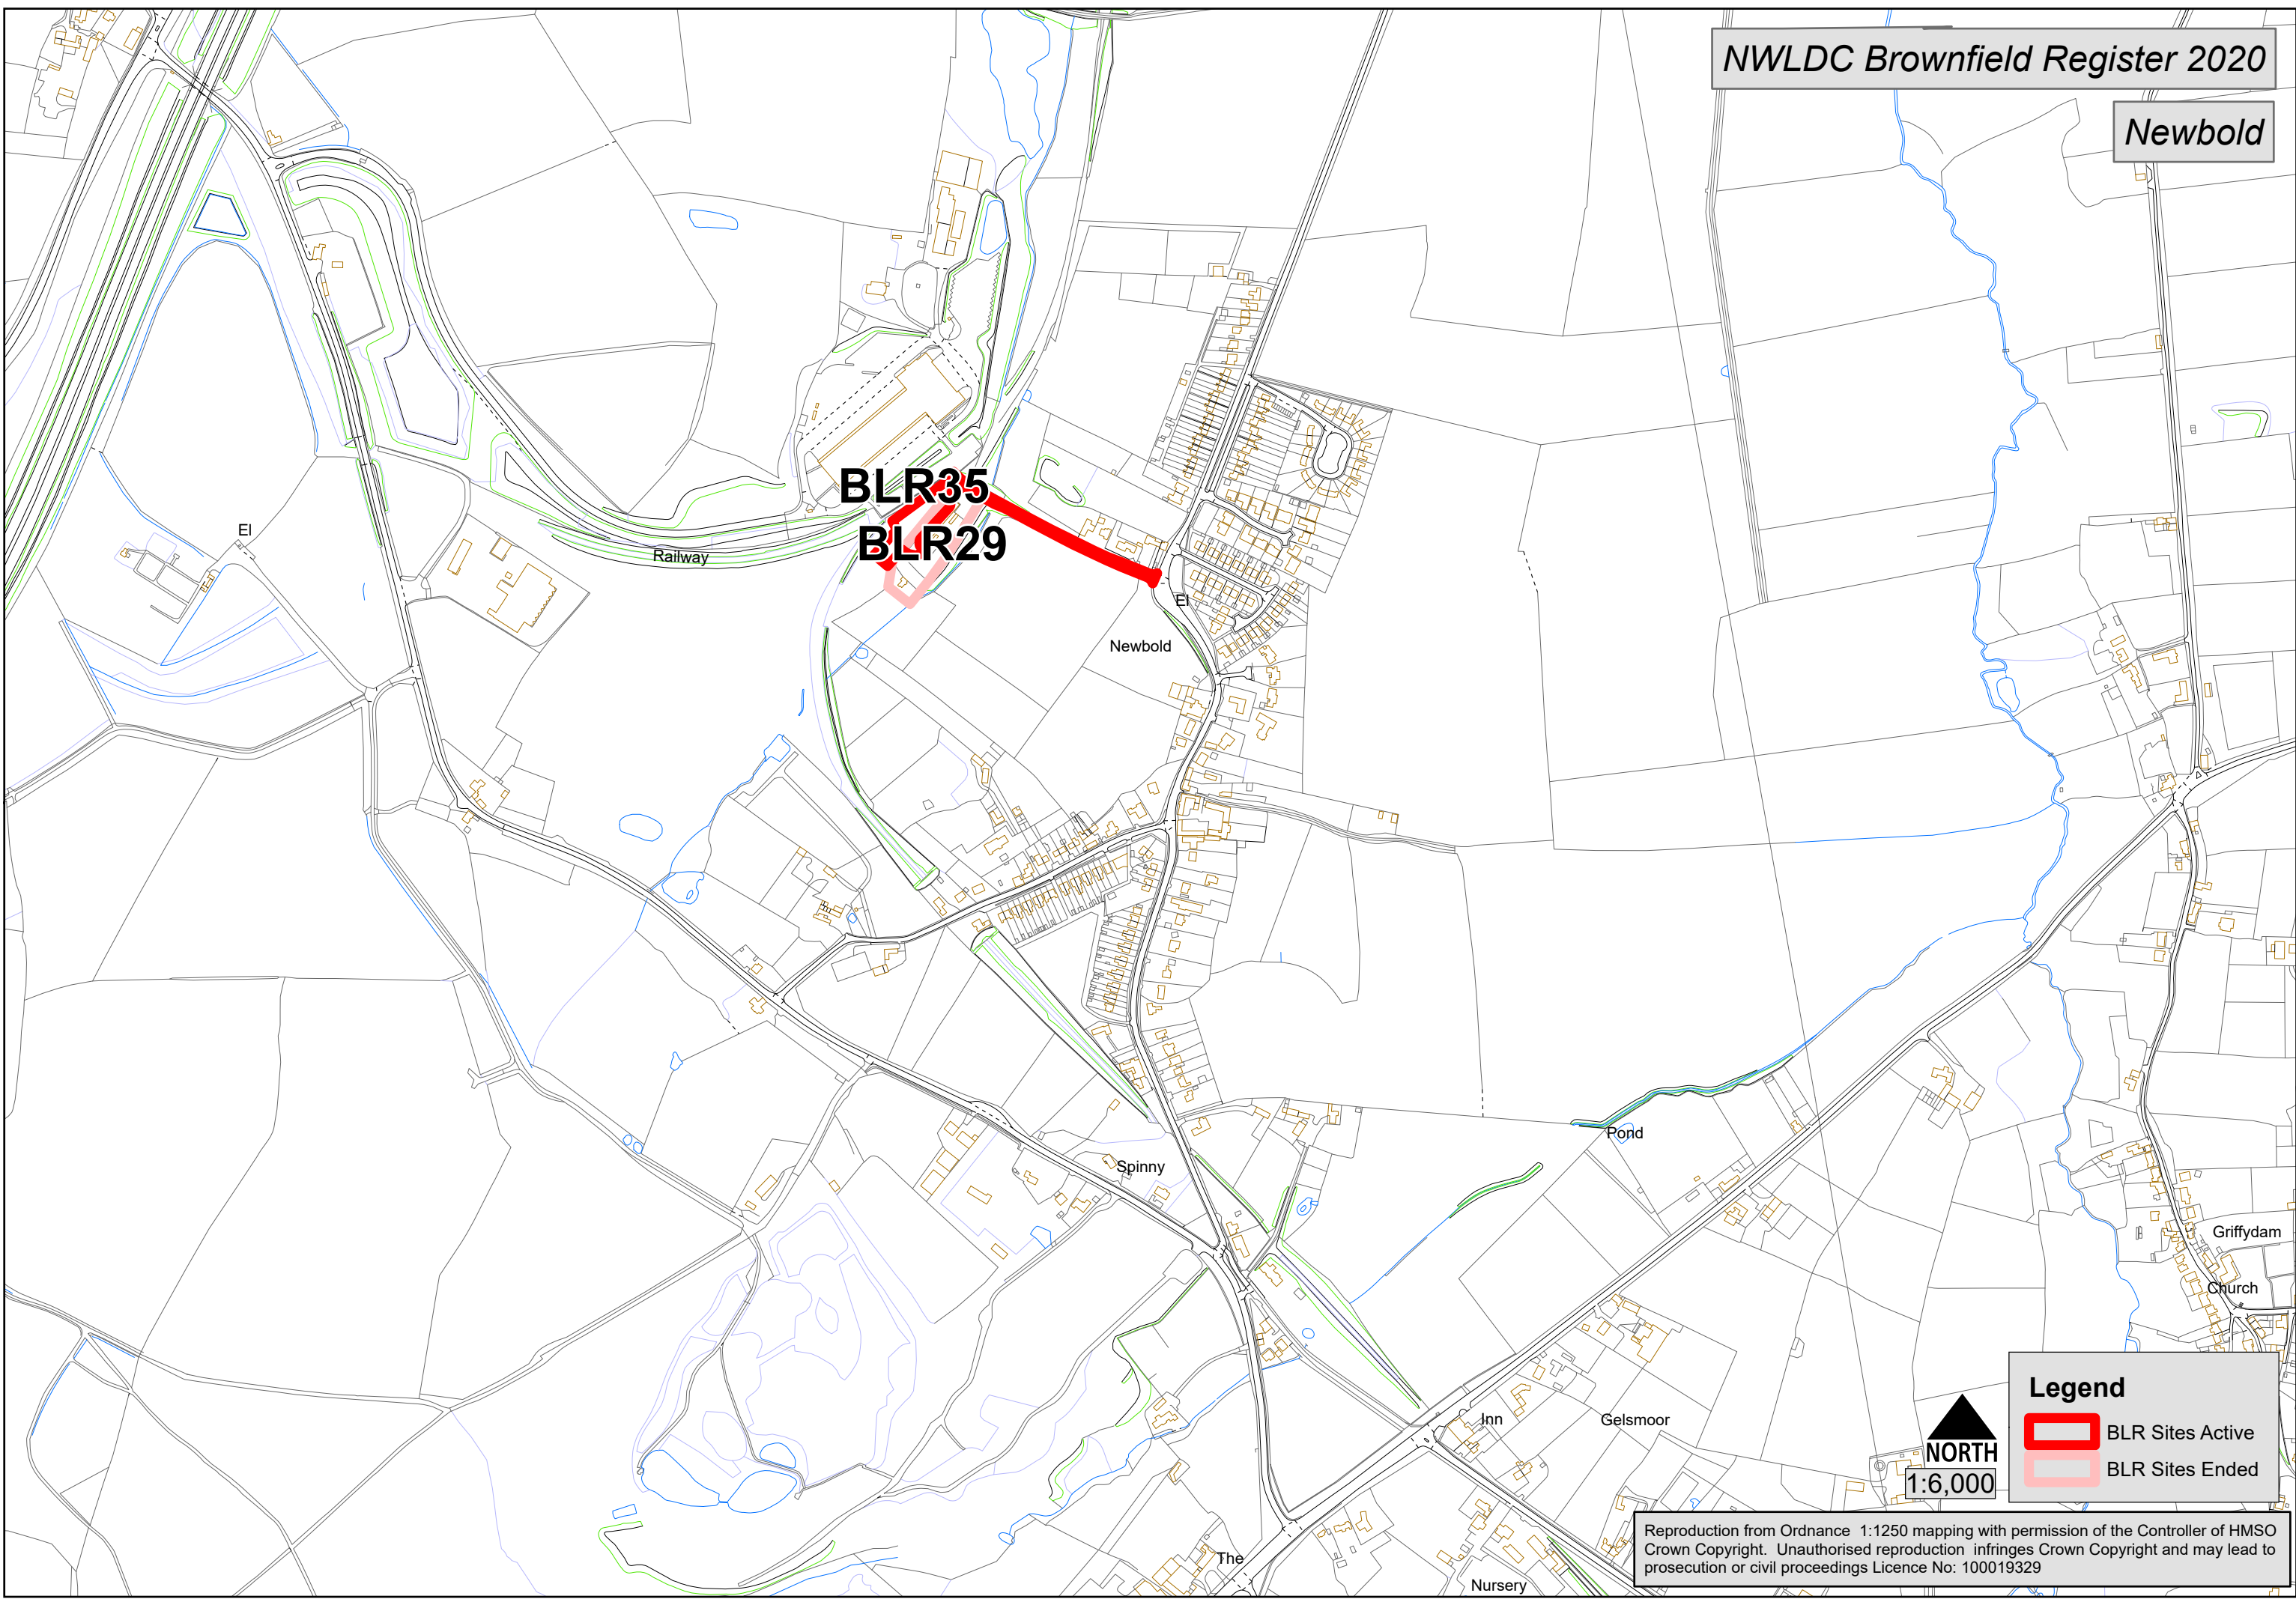 NWLDC Brownfield Register 2020
Newbold
BLR35
BLR29
El
Railway
El
Newbold
Pond
Spinny
Griffydam
Church
Inn
Gelsmoor
The
Nursery
NORTH
1:6,000
Legend
BLR Sites Active
BLR Sites Ended
Reproduction from Ordnance 1:1250 mapping with permission of the Controller of HMSO
Crown Copyright. Unauthorised reproduction infringes Crown Copyright and may lead to
prosecution or civil proceedings Licence No: 100019329